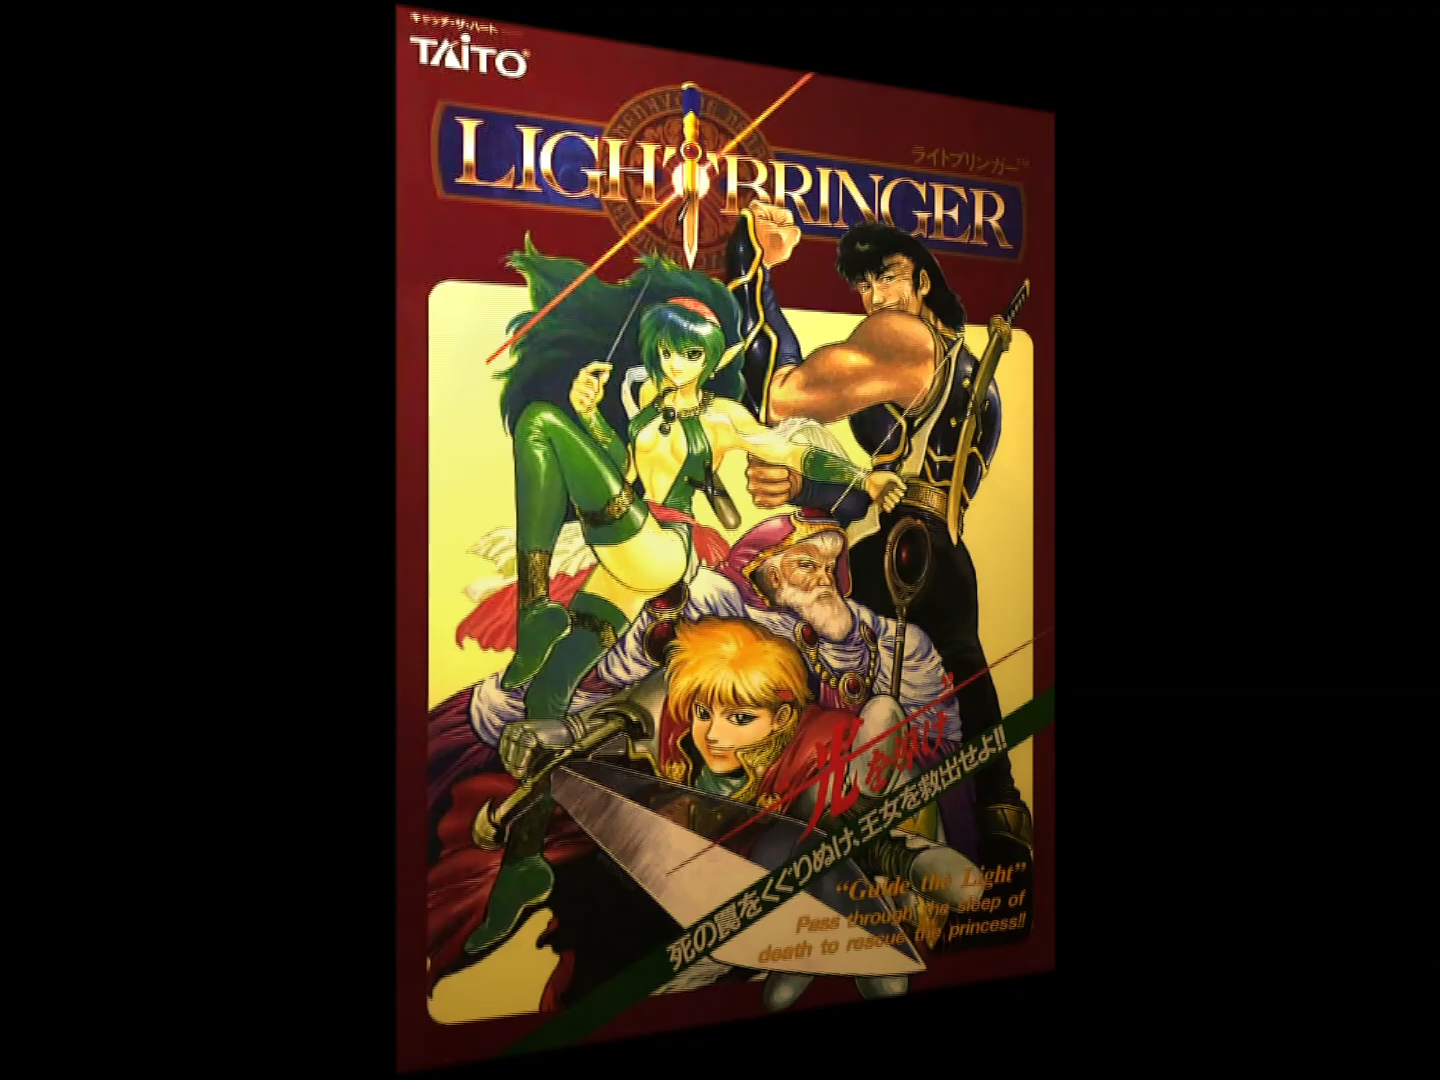 キャッチ・ザ・ハート
TAITO
LIGHTBRINGER
ライトブリンガー™
光を導け
死の罠をくぐりぬけ、王女を救出せよ!!
“Guide the Light”
Pass through the sleep of
death to rescue the princess!!